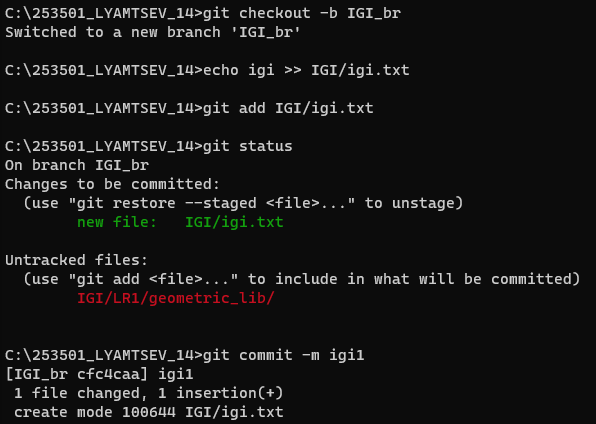 C:\253501_LYAMTSEV_14>git checkout -b IGI_br
Switched to a new branch 'IGI_br'
C:\253501_LYAMTSEV_14>echo igi >> IGI/igi.txt
C:\253501_LYAMTSEV_14>git add IGI/igi.txt
C:\253501_LYAMTSEV_14>git status
On branch IGI_br
Changes to be committed:
  (use "git restore --staged <file>..." to unstage)
        new file:   IGI/igi.txt
Untracked files:
  (use "git add <file>..." to include in what will be committed)
        IGI/LR1/geometric_lib/
C:\253501_LYAMTSEV_14>git commit -m igi1
[IGI_br cfc4caa] igi1
 1 file changed, 1 insertion(+)
 create mode 100644 IGI/igi.txt